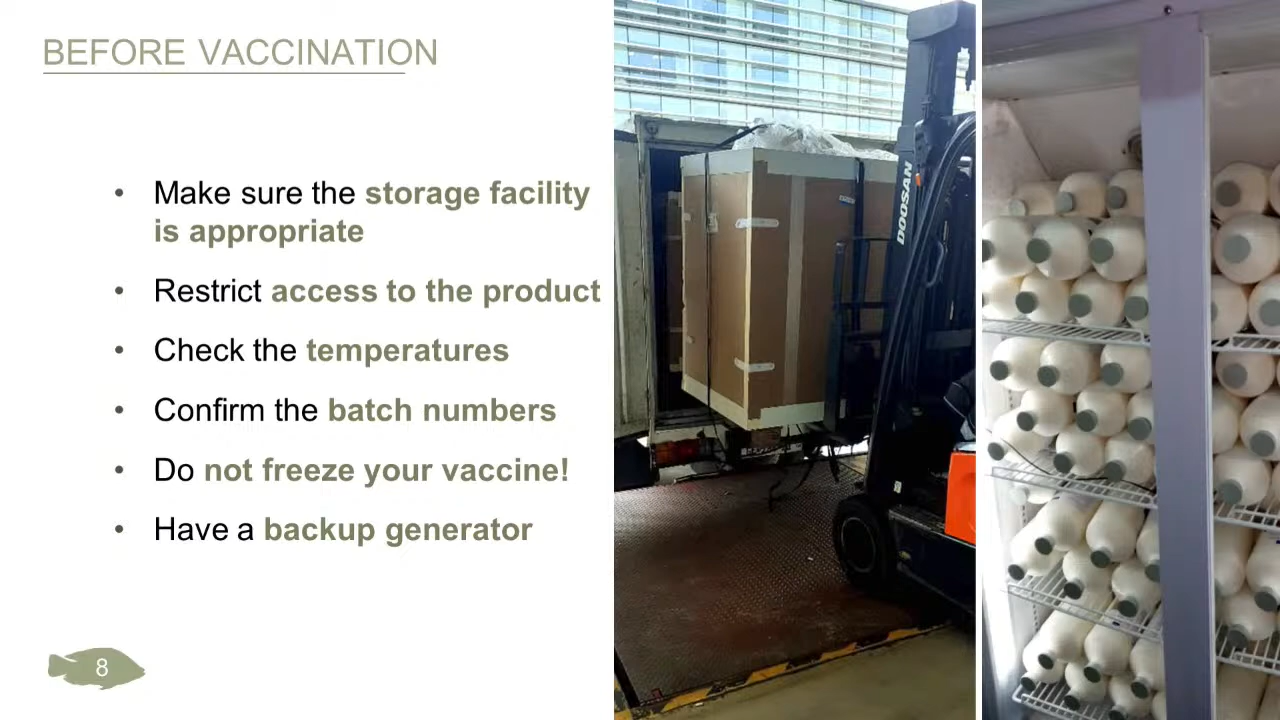 BEFORE VACCINATION
• Make sure the storage facility
is appropriate
• Restrict access to the product
• Check the temperatures
• Confirm the batch numbers
• Do not freeze your vaccine!
• Have a backup generator
8
DOOSAN